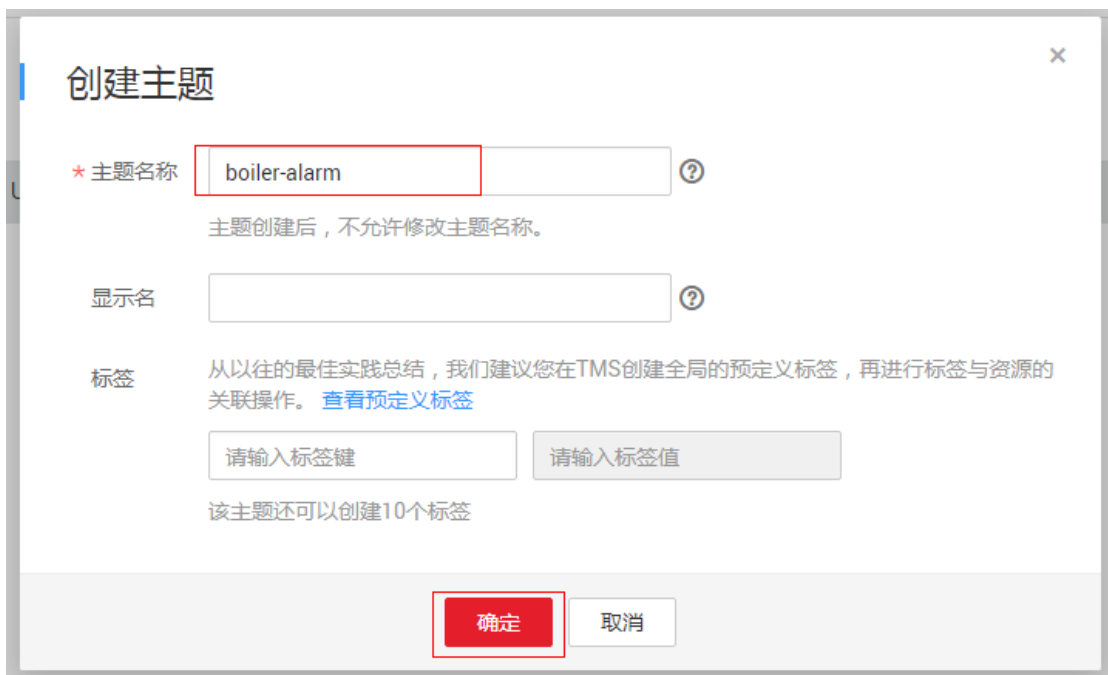 创建主题
×
* 主题名称 boiler-alarm ?
主题创建后，不允许修改主题名称。
显示名 ?
标签 从以往的最佳实践总结，我们建议您在TMS创建全局的预定义标签，再进行标签与资源的
关联操作。 查看预定义标签
请输入标签键 请输入标签值
该主题还可以创建10个标签
确定 取消